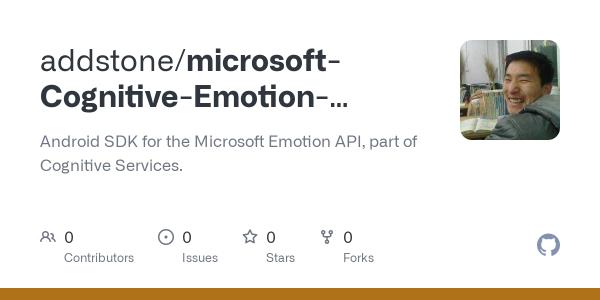 addstone/microsoft-
Cognitive-Emotion-...
Android SDK for the Microsoft Emotion API, part of
Cognitive Services.
0 0 0 0
Contributors Issues Stars Forks